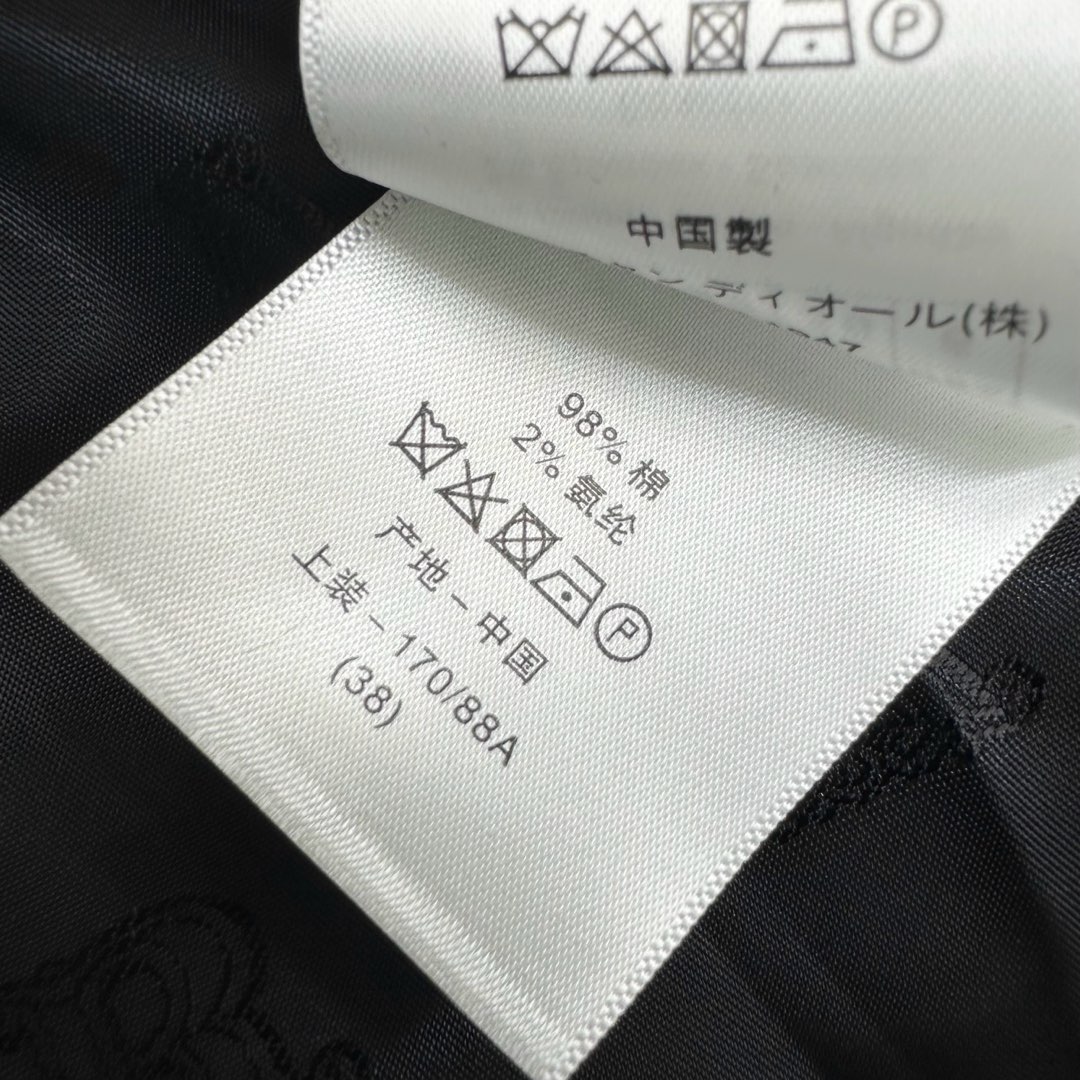 中国製
ン ディオール(株)
98% 棉
2% 氨纶
P
产地 – 中国
上装 – 170/88A
(38)